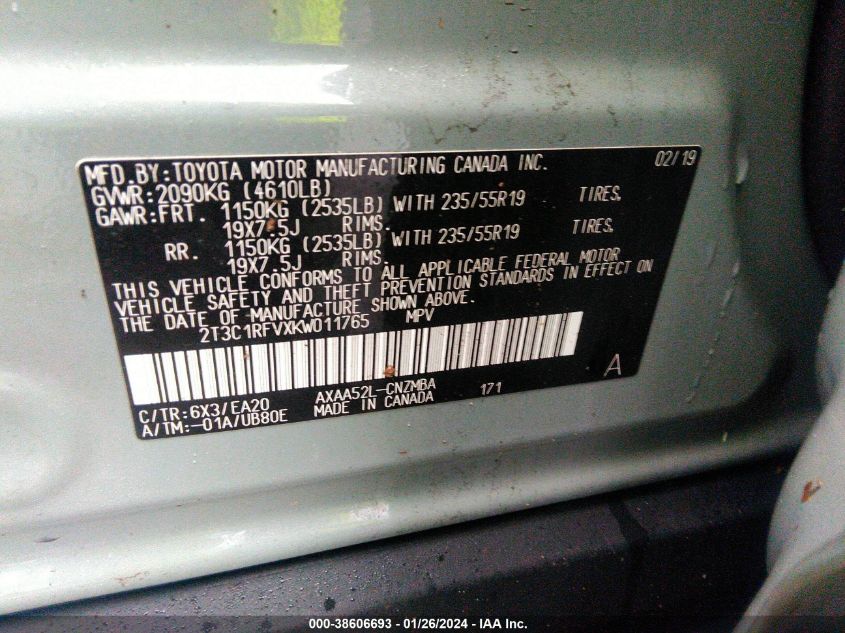 MFD.BY:TOYOTA MOTOR MANUFACTURING CANADA INC. 02/19
GVWR:2090KG (4610LB)
GAWR:FRT. 1150KG (2535LB) WITH 235/55R19 TIRES.
19X7.5J RIMS.
RR. 1150KG (2535LB) WITH 235/55R19 TIRES.
19X7.5J RIMS.
THIS VEHICLE CONFORMS TO ALL APPLICABLE FEDERAL MOTOR
VEHICLE SAFETY AND THEFT PREVENTION STANDARDS IN EFFECT ON
THE DATE OF MANUFACTURE SHOWN ABOVE.
2T3C1RFVXKW011765 MPV
A
C/TR:6X3/EA20 AXAA52L-CNZMBA 171
A/TM:-01A/UB80E MADE IN CANADA
000-38606693 - 01/26/2024 - IAA Inc.